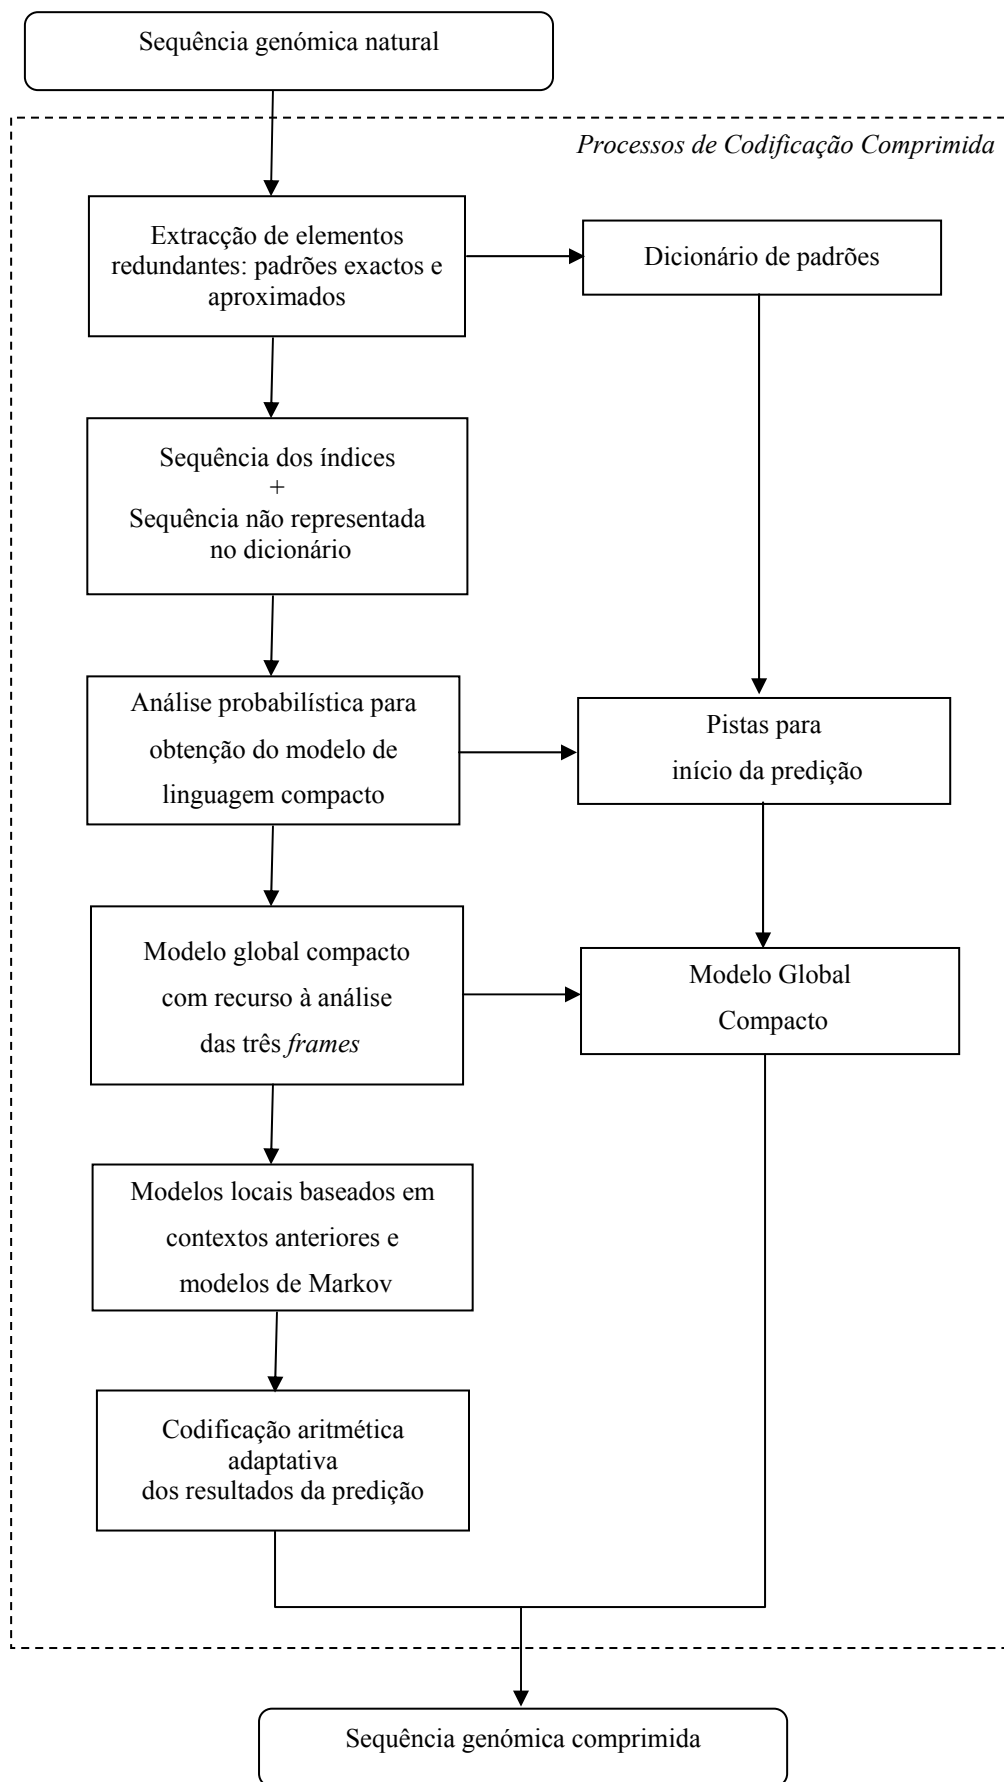 Sequência genómica natural
Processos de Codificação Comprimida
Extracção de elementos
redundantes: padrões exactos e
aproximados
Dicionário de padrões
Sequência dos índices
+
Sequência não representada
no dicionário
Análise probabilística para
obtenção do modelo de
linguagem compacto
Pistas para
início da predição
Modelo global compacto
com recurso à análise
das três frames
Modelo Global
Compacto
Modelos locais baseados em
contextos anteriores e
modelos de Markov
Codificação aritmética
adaptativa
dos resultados da predição
Sequência genómica comprimida